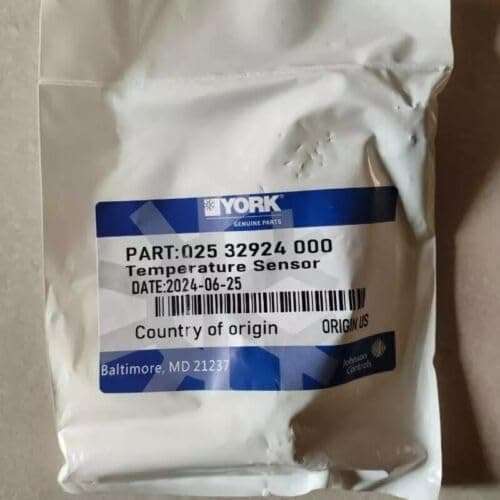 YORK
GENUINE PARTS
PART:025 32924 000
Temperature Sensor
DATE:2024-06-25
Country of origin ORIGIN US
Baltimore, MD 21237
Johnson
Controls